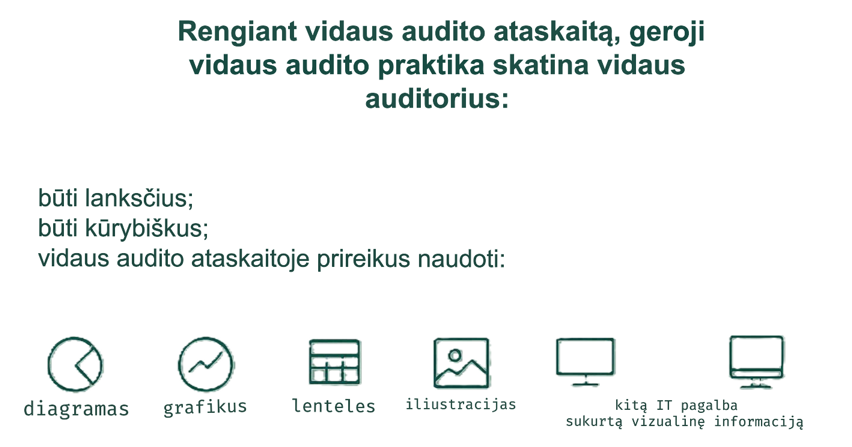 Rengiant vidaus audito ataskaitą, geroji
vidaus audito praktika skatina vidaus
auditorius:
būti lanksčius;
būti kūrybiškus;
vidaus audito ataskaitoje prireikus naudoti:
diagramas
grafikus
lenteles
iliustracijas
kitą IT pagalba
sukurtą vizualinę informaciją